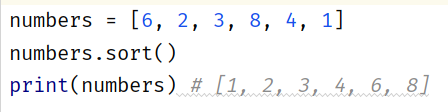 numbers = [6, 2, 3, 8, 4, 1]
numbers.sort()
print(numbers) # [1, 2, 3, 4, 6, 8]